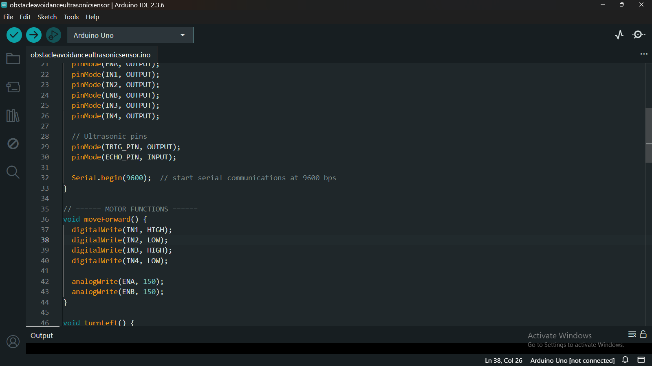 obstacleavoidanceultrasonicsensor | Arduino IDE 2.3.6
File Edit Sketch Tools Help
Arduino Uno
obstacleavoidanceultrasonicsensor.ino
21 pinMode(ENA, OUTPUT);
22 pinMode(IN1, OUTPUT);
23 pinMode(IN2, OUTPUT);
24 pinMode(ENB, OUTPUT);
25 pinMode(IN3, OUTPUT);
26 pinMode(IN4, OUTPUT);
27
28 // Ultrasonic pins
29 pinMode(TRIG_PIN, OUTPUT);
30 pinMode(ECHO_PIN, INPUT);
31
32 Serial.begin(9600); // start serial communications at 9600 bps
33 }
34
35 // ------ MOTOR FUNCTIONS ------
36 void moveForward() {
37 digitalWrite(IN1, HIGH);
38 digitalWrite(IN2, LOW);
39 digitalWrite(IN3, HIGH);
40 digitalWrite(IN4, LOW);
41
42 analogWrite(ENA, 150);
43 analogWrite(ENB, 150);
44 }
45
46 void turnLeft() {
Output
Activate Windows
Go to Settings to activate Windows.
Ln 38, Col 26 Arduino Uno [not connected]